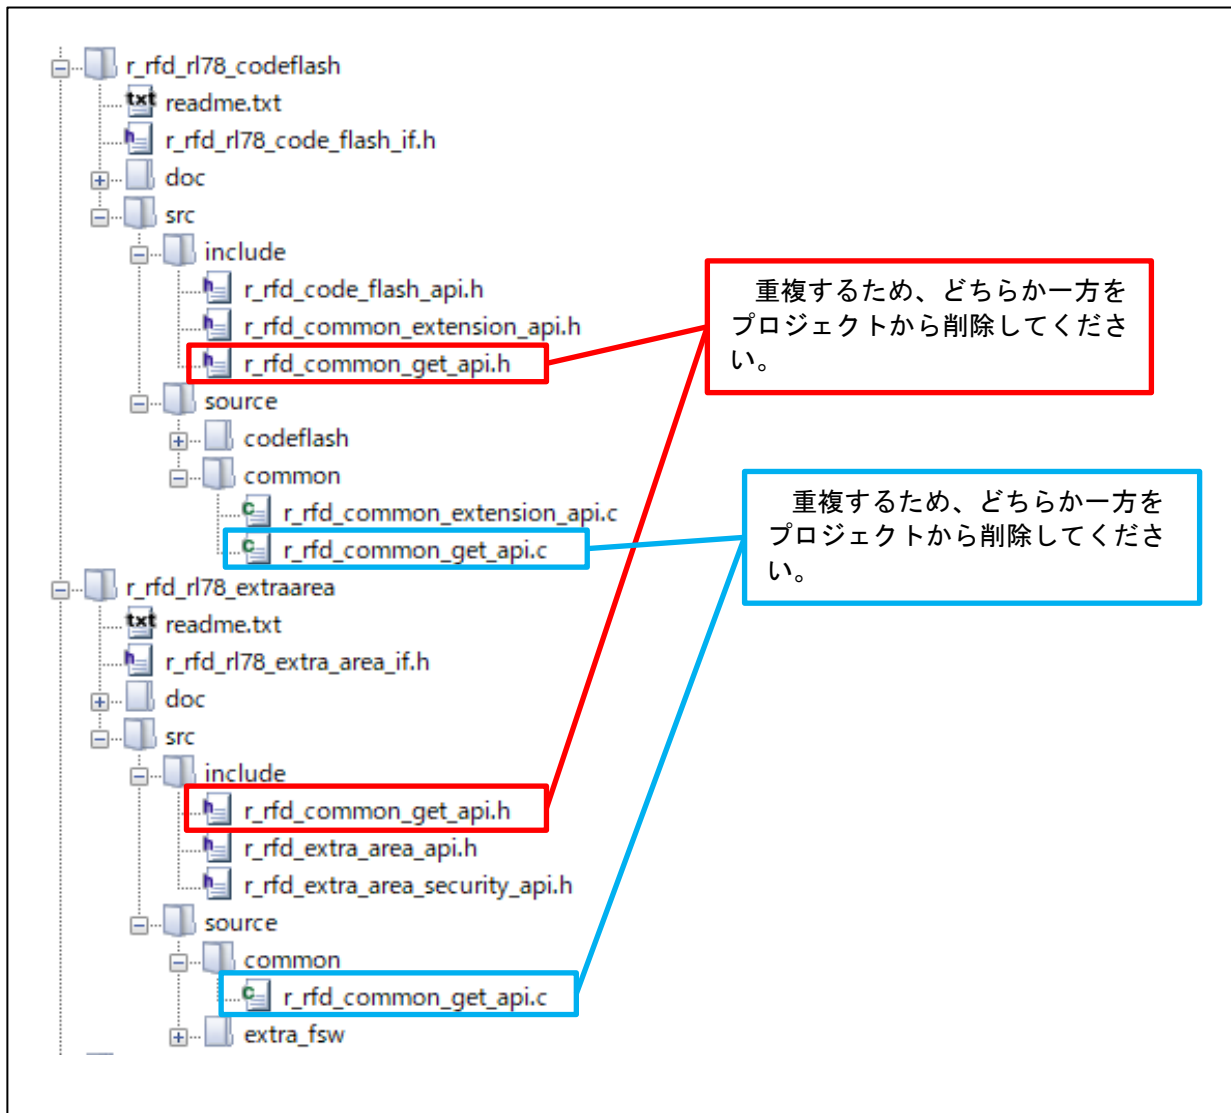 r_rfd_rl78_codeflash
readme.txt
r_rfd_rl78_code_flash_if.h
doc
src
include
r_rfd_code_flash_api.h
r_rfd_common_extension_api.h
r_rfd_common_get_api.h
source
codeflash
common
r_rfd_common_extension_api.c
r_rfd_common_get_api.c
r_rfd_rl78_extraarea
readme.txt
r_rfd_rl78_extra_area_if.h
doc
src
include
r_rfd_common_get_api.h
r_rfd_extra_area_api.h
r_rfd_extra_area_security_api.h
source
common
r_rfd_common_get_api.c
extra_fsw
重複するため、どちらか一方を
プロジェクトから削除してくださ
い。
重複するため、どちらか一方を
プロジェクトから削除してくださ
い。